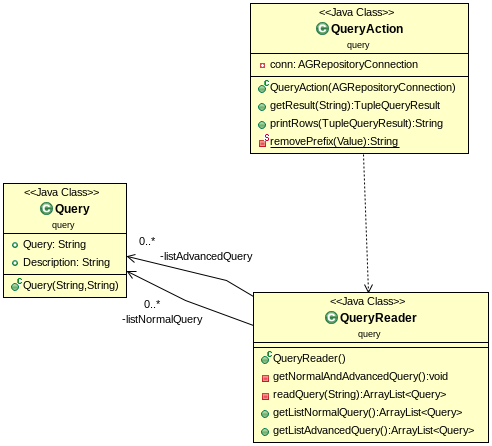 <<Java Class>>
QueryAction
query
conn: AGRepositoryConnection
QueryAction(AGRepositoryConnection)
getResult(String):TupleQueryResult
printRows(TupleQueryResult):String
removePrefix(Value):String
<<Java Class>>
Query
query
Query: String
Description: String
Query(String,String)
0..*
-listAdvancedQuery
0..*
-listNormalQuery
<<Java Class>>
QueryReader
query
QueryReader()
getNormalAndAdvancedQuery():void
readQuery(String):ArrayList<Query>
getListNormalQuery():ArrayList<Query>
getListAdvancedQuery():ArrayList<Query>